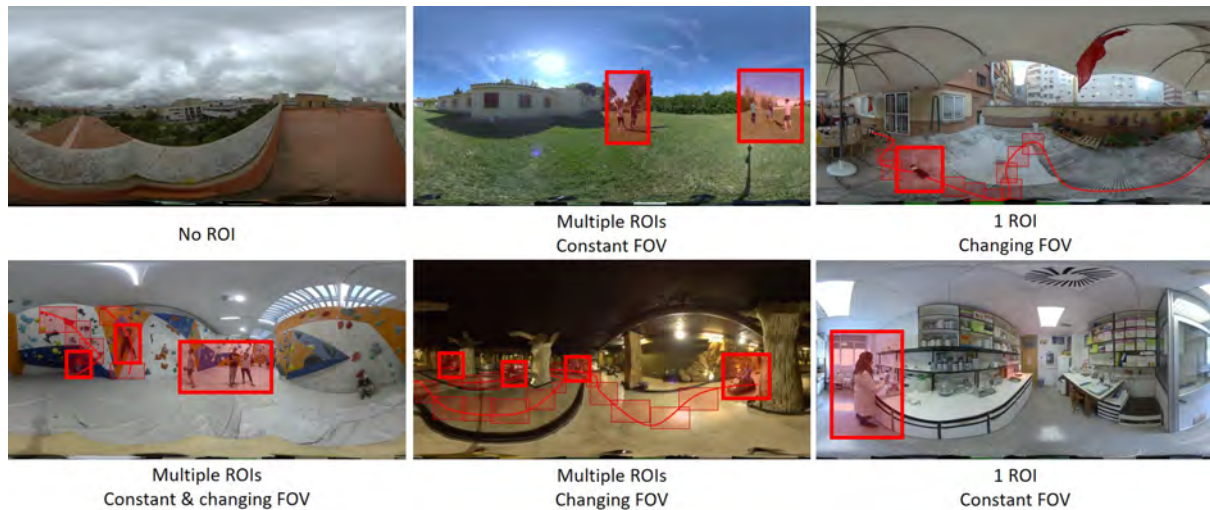 No ROI
Multiple ROIs
Constant FOV
1 ROI
Changing FOV
Multiple ROIs
Constant & changing FOV
Multiple ROIs
Changing FOV
1 ROI
Constant FOV